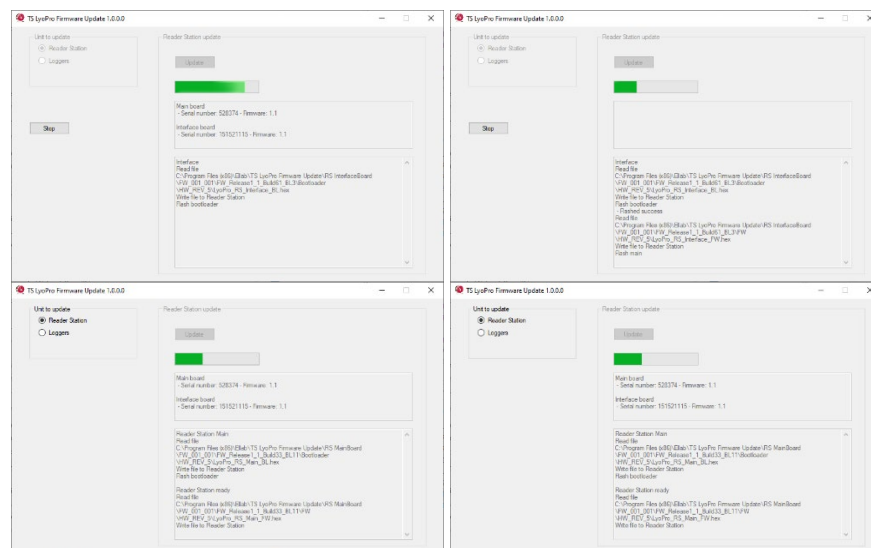 TS LyoPro Firmware Update 1.0.0.0
Unit to update
Reader Station
Loggers
Stop
Reader Station update
Update
Main board
- Serial number: 528374 - Firmware: 1.1
Interface board
- Serial number: 151521115 - Firmware: 1.1
Interface
Read file
C:\Program Files (x86)\Ellab\TS LyoPro Firmware Update\RS InterfaceBoard
\FW_001_001\FW_Release1_1_Build61_BL3\Bootloader
\HW_REV_5\LyoPro_RS_Interface_BL.hex
Write file to Reader Station
Flash bootloader
TS LyoPro Firmware Update 1.0.0.0
Unit to update
Reader Station
Loggers
Stop
Reader Station update
Update
Interface
Read file
C:\Program Files (x86)\Ellab\TS LyoPro Firmware Update\RS InterfaceBoard
\FW_001_001\FW_Release1_1_Build61_BL3\Bootloader
\HW_REV_5\LyoPro_RS_Interface_BL.hex
Write file to Reader Station
Flash bootloader
- Flashed success
Read file
C:\Program Files (x86)\Ellab\TS LyoPro Firmware Update\RS InterfaceBoard
\FW_001_001\FW_Release1_1_Build61_BL3\FW
\HW_REV_5\LyoPro_RS_Interface_FW.hex
Write file to Reader Station
Flash main
TS LyoPro Firmware Update 1.0.0.0
Unit to update
Reader Station
Loggers
Reader Station update
Update
Main board
- Serial number: 528374 - Firmware: 1.1
Interface board
- Serial number: 151521115 - Firmware: 1.1
Reader Station Main
Read file
C:\Program Files (x86)\Ellab\TS LyoPro Firmware Update\RS MainBoard
\FW_001_001\FW_Release1_1_Build33_BL11\Bootloader
\HW_REV_5\LyoPro_RS_Main_BL.hex
Write file to Reader Station
Flash bootloader
Reader Station ready
Read file
C:\Program Files (x86)\Ellab\TS LyoPro Firmware Update\RS MainBoard
\FW_001_001\FW_Release1_1_Build33_BL11\FW
\HW_REV_5\LyoPro_RS_Main_FW.hex
Write file to Reader Station
TS LyoPro Firmware Update 1.0.0.0
Unit to update
Reader Station
Loggers
Reader Station update
Update
Main board
- Serial number: 528374 - Firmware: 1.1
Interface board
- Serial number: 151521115 - Firmware: 1.1
Reader Station Main
Read file
C:\Program Files (x86)\Ellab\TS LyoPro Firmware Update\RS MainBoard
\FW_001_001\FW_Release1_1_Build33_BL11\Bootloader
\HW_REV_5\LyoPro_RS_Main_BL.hex
Write file to Reader Station
Flash bootloader
Reader Station ready
Read file
C:\Program Files (x86)\Ellab\TS LyoPro Firmware Update\RS MainBoard
\FW_001_001\FW_Release1_1_Build33_BL11\FW
\HW_REV_5\LyoPro_RS_Main_FW.hex
Write file to Reader Station